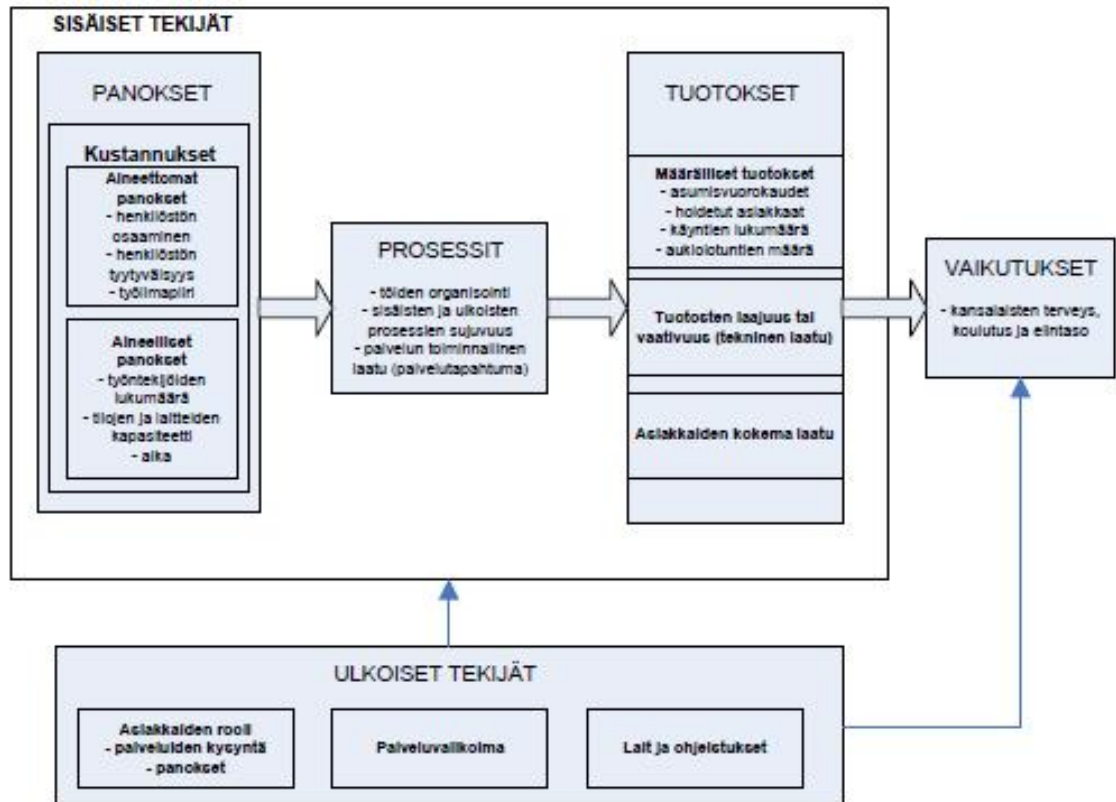 SISÄISET TEKIJÄT
PANOKSET
Kustannukset
Aineettomat
panokset
- henkilöstön
osaaminen
- henkilöstön
tyytyväisyys
- työilmapiiri
Aineelliset
panokset
- työntekijöiden
lukumäärä
- tilojen ja laitteiden
kapasiteetti
- aika
PROSESSIT
- töiden organisointi
- sisäisten ja ulkoisten
prosessien sujuvuus
- palvelun toiminnallinen
laatu (palvelutapahtuma)
TUOTOKSET
Määrälliset tuotokset
- asumisvuorokaudet
- hoidetut asiakkaat
- käyntien lukumäärä
- aukiolotuntien määrä
Tuotosten laajuus tai
vaativuus (tekninen laatu)
Asiakkaiden kokema laatu
VAIKUTUKSET
- kansalaisten terveys,
koulutus ja elintaso
ULKOISET TEKIJÄT
Asiakkaiden rooli
- palveluiden kysyntä
- panokset
Palveluvalikoima
Lait ja ohjeistukset